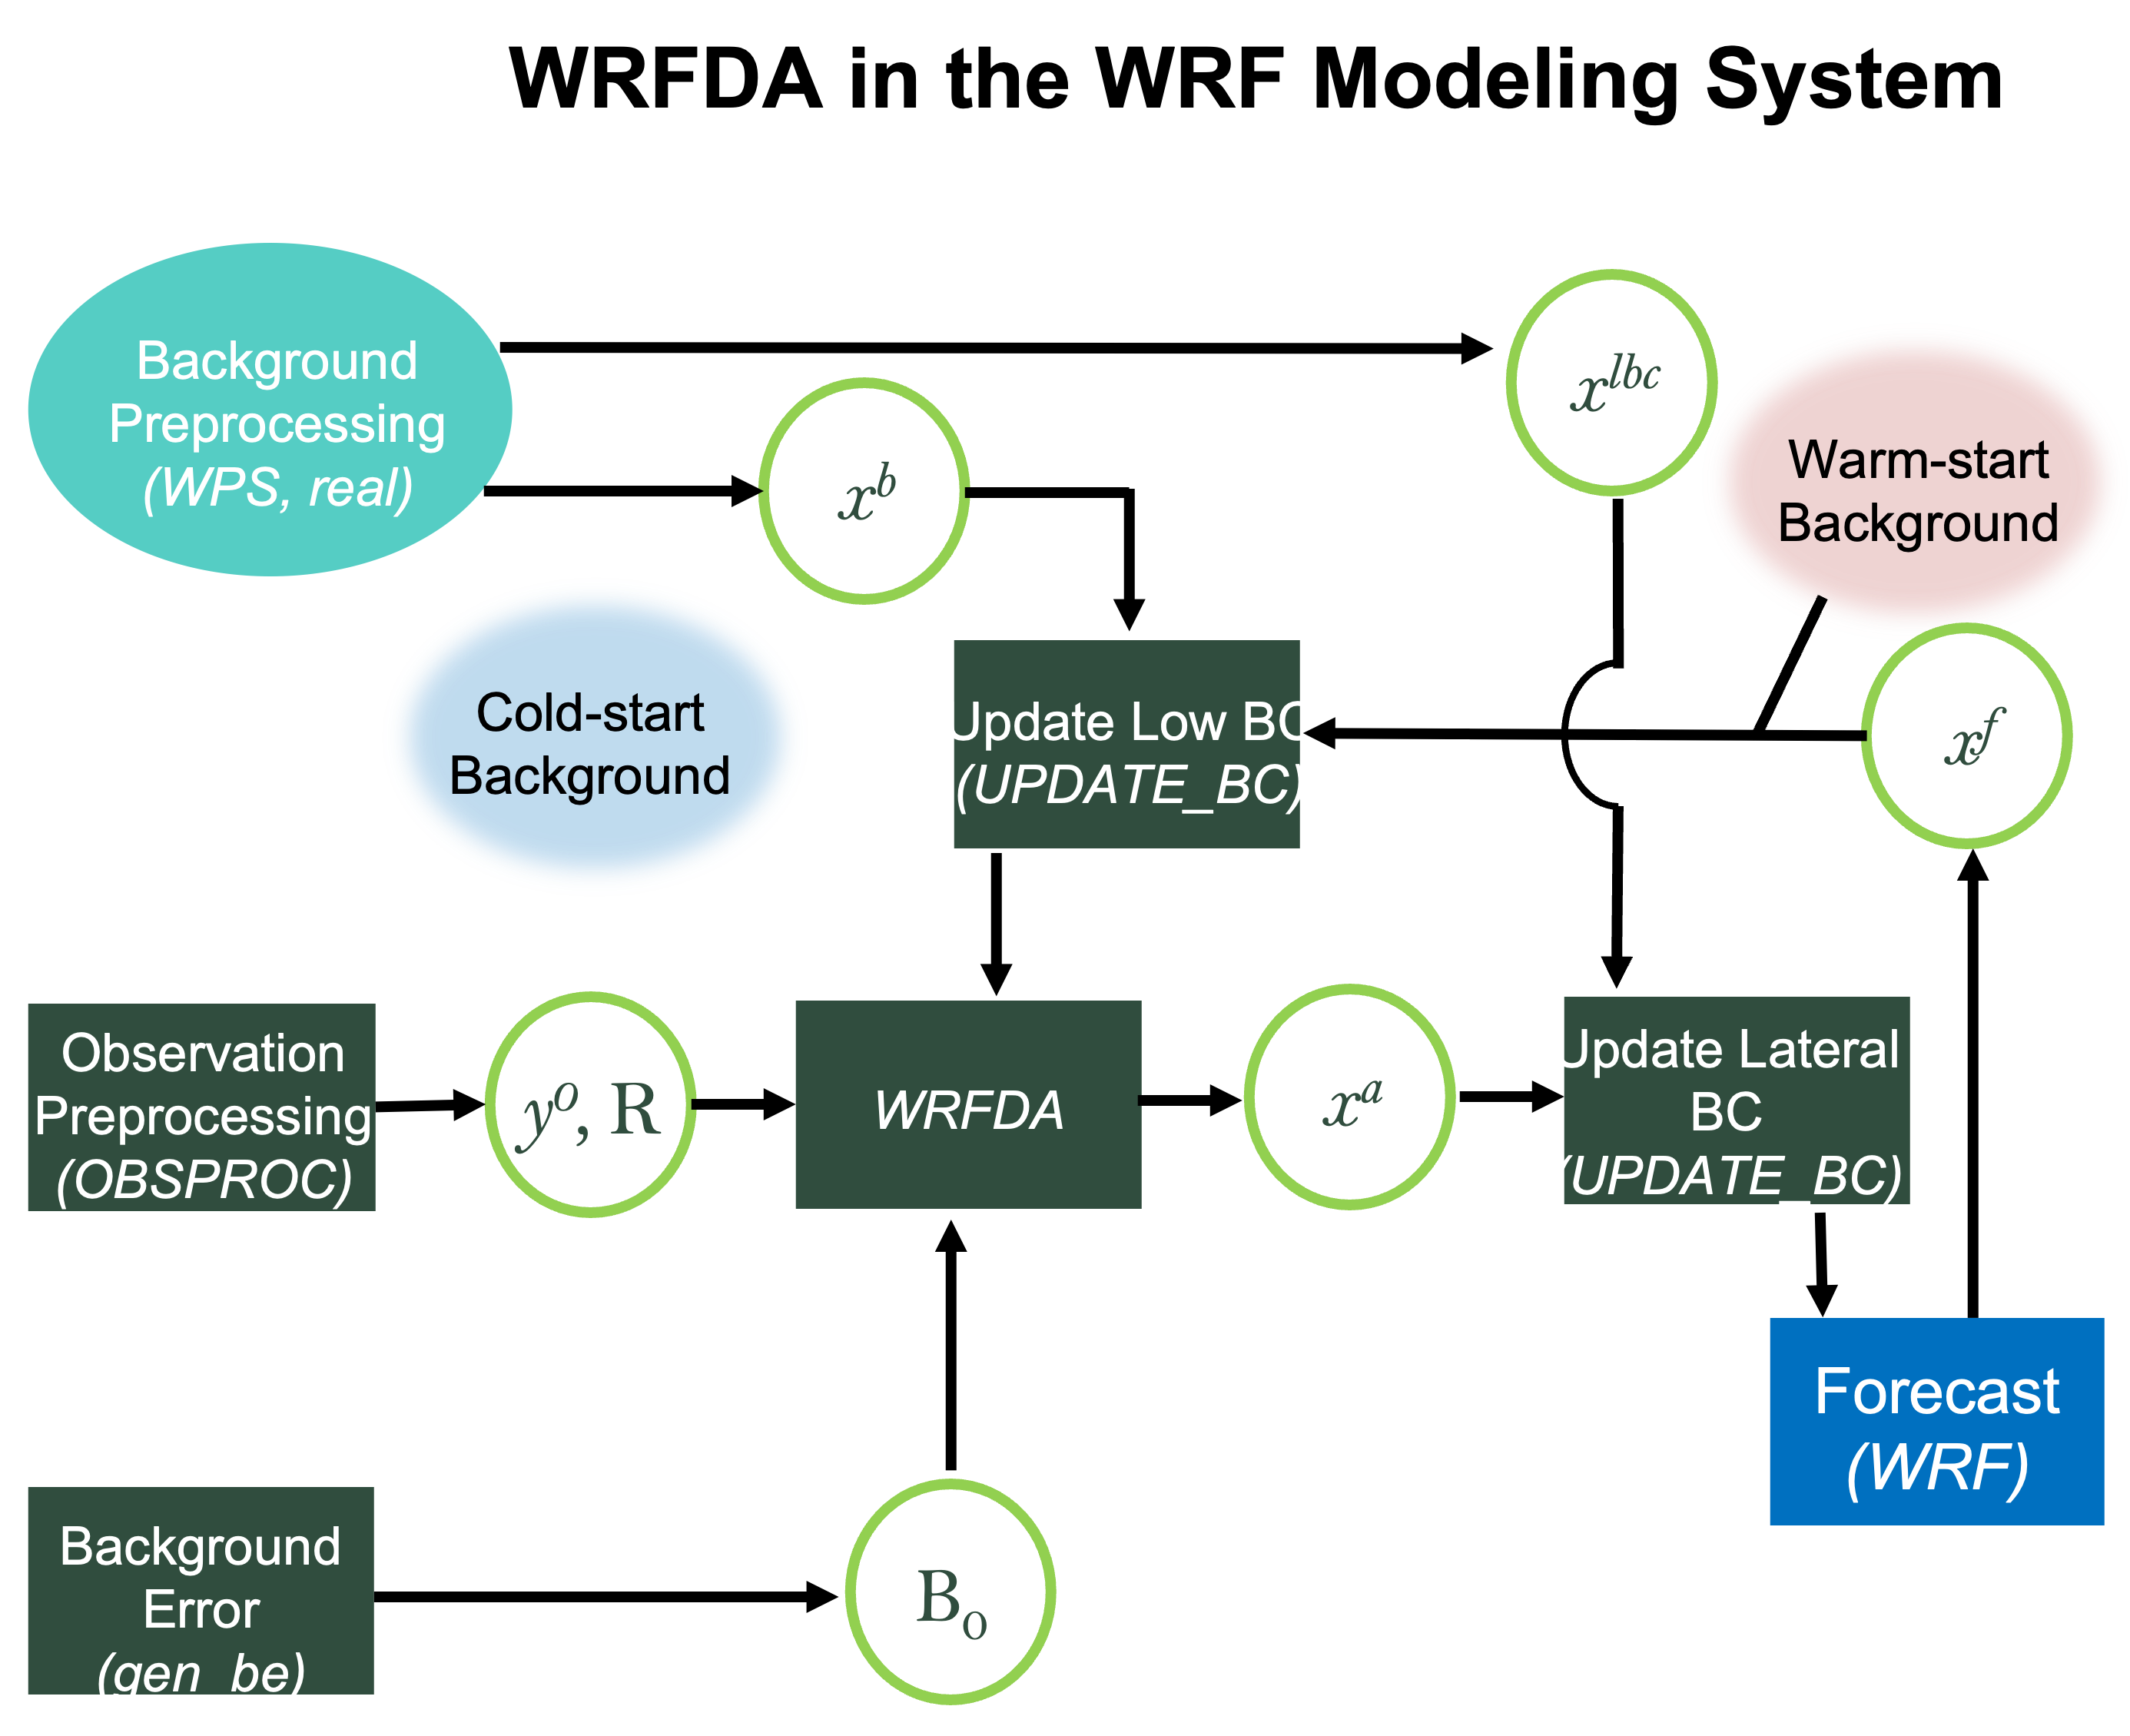 WRFDA in the WRF Modeling System
Background
Preprocessing
(WPS, real)
x^b
x^lbc
Warm-start
Background
Cold-start
Background
Update Low BC
(UPDATE_BC)
x^f
Observation
Preprocessing
(OBSPROC)
y^o, R
WRFDA
x^a
Update Lateral
BC
(UPDATE_BC)
Forecast
(WRF)
Background
Error
(gen_be)
B_0